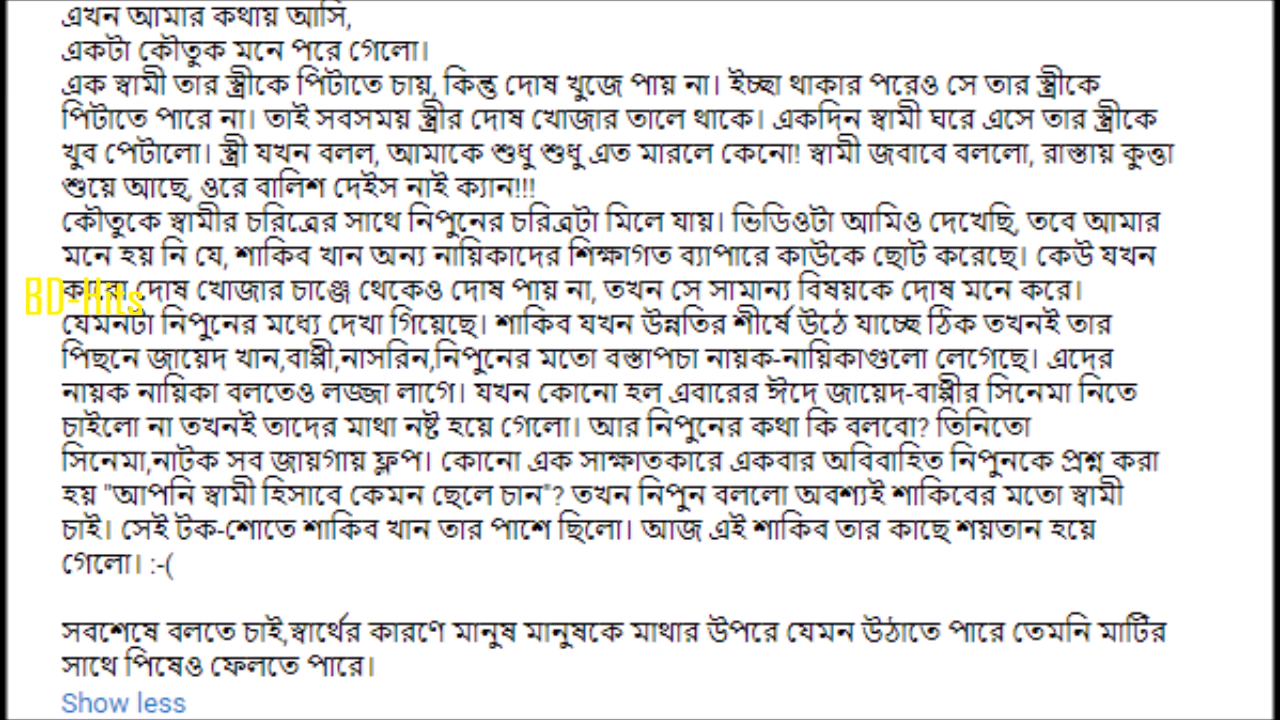 এখন আমার কথায় আসি,
একটা কৌতুক মনে পরে গেলো।
এক স্বামী তার স্ত্রীকে পিটাতে চায়, কিন্তু দোষ খুজে পায় না। ইচ্ছা থাকার পরেও সে তার স্ত্রীকে
পিটাতে পারে না। তাই সবসময় স্ত্রীর দোষ খোজার তালে থাকে। একদিন স্বামী ঘরে এসে তার স্ত্রীকে
খুব পেটালো। স্ত্রী যখন বলল, আমাকে শুধু শুধু এত মারলে কেনো! স্বামী জবাবে বললো, রাস্তায় কুত্তা
শুয়ে আছে, ওরে বালিশ দেইস নাই ক্যান!!!
কৌতুকে স্বামীর চরিত্রের সাথে নিপুনের চরিত্রটা মিলে যায়। ভিডিওটা আমিও দেখেছি, তবে আমার
মনে হয় নি যে, শাকিব খান অন্য নায়িকাদের শিক্ষাগত ব্যাপারে কাউকে ছোট করেছে। কেউ যখন
কারো দোষ খোজার চাঞ্জে থেকেও দোষ পায় না, তখন সে সামান্য বিষয়কে দোষ মনে করে।
BD-Hits
যেমনটা নিপুনের মধ্যে দেখা গিয়েছে। শাকিব যখন উন্নতির শীর্ষে উঠে যাচ্ছে ঠিক তখনই তার
পিছনে জায়েদ খান,বাপ্পী,নাসরিন,নিপুনের মতো বস্তাপচা নায়ক-নায়িকাগুলো লেগেছে। এদের
নায়ক নায়িকা বলতেও লজ্জা লাগে। যখন কোনো হল এবারের ঈদে জায়েদ-বাপ্পীর সিনেমা নিতে
চাইলো না তখনই তাদের মাথা নষ্ট হয়ে গেলো। আর নিপুনের কথা কি বলবো? তিনিতো
সিনেমা,নাটক সব জায়গায় ফ্লপ। কোনো এক সাক্ষাতকারে একবার অবিবাহিত নিপুনকে প্রশ্ন করা
হয় "আপনি স্বামী হিসাবে কেমন ছেলে চান"? তখন নিপুন বললো অবশ্যই শাকিবের মতো স্বামী
চাই। সেই টক-শোতে শাকিব খান তার পাশে ছিলো। আজ এই শাকিব তার কাছে শয়তান হয়ে
গেলো। :-(
সবশেষে বলতে চাই,স্বার্থের কারণে মানুষ মানুষকে মাথার উপরে যেমন উঠাতে পারে তেমনি মাটির
সাথে পিষেও ফেলতে পারে।
Show less